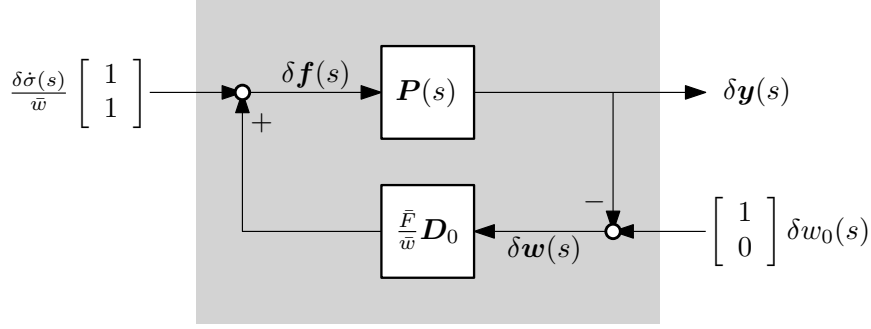 δσ̇(s)/w̄ [1 1]
+
δ𝒇(s)
𝑷(s)
δ𝒚(s)
F̄/w̄ 𝑫₀
δ𝒘(s)
−
[1 0] δw₀(s)